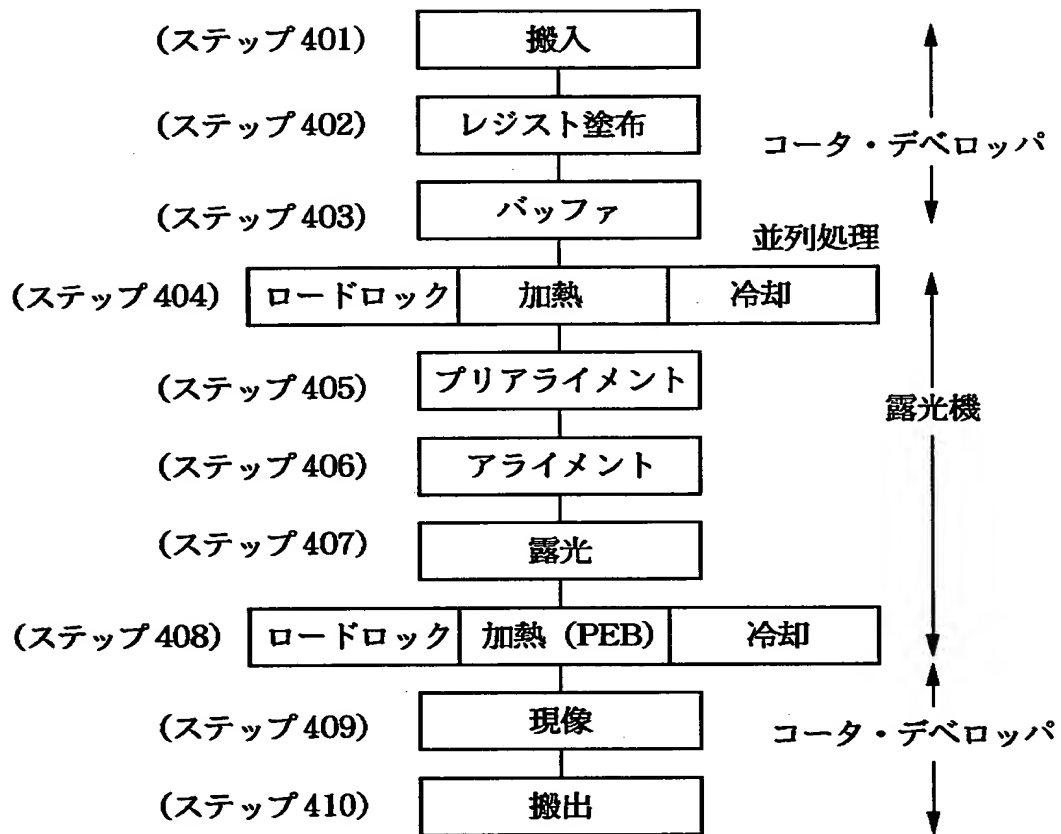 (ステップ401) 搬入
(ステップ402) レジスト塗布
コータ・デベロッパ
(ステップ403) バッファ
並列処理
(ステップ404) ロードロック 加熱 冷却
(ステップ405) プリアライメント
露光機
(ステップ406) アライメント
(ステップ407) 露光
(ステップ408) ロードロック 加熱(PEB) 冷却
(ステップ409) 現像
コータ・デベロッパ
(ステップ410) 搬出